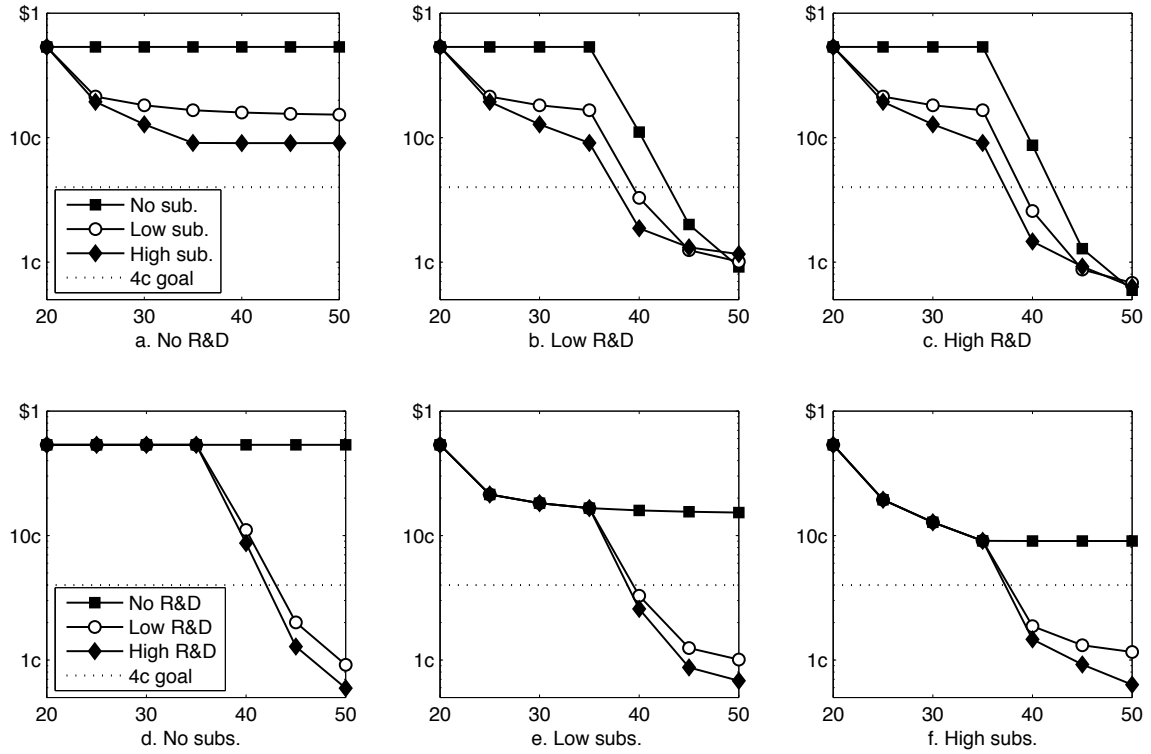 $1
10c
1c
No sub.
Low sub.
High sub.
4c goal
20 30 40 50
a. No R&D
$1
10c
1c
20 30 40 50
b. Low R&D
$1
10c
1c
20 30 40 50
c. High R&D
$1
10c
1c
No R&D
Low R&D
High R&D
4c goal
20 30 40 50
d. No subs.
$1
10c
1c
20 30 40 50
e. Low subs.
$1
10c
1c
20 30 40 50
f. High subs.